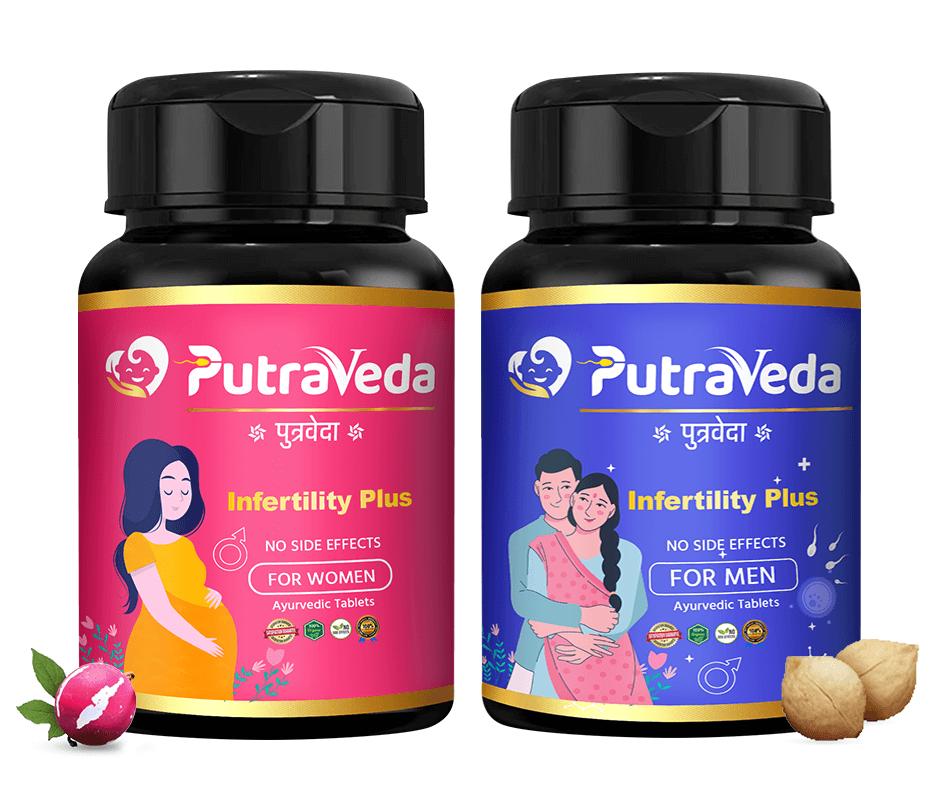 PutraVeda
पुत्रवेदा
Infertility Plus
NO SIDE EFFECTS
FOR WOMEN
Ayurvedic Tablets
PutraVeda
पुत्रवेदा
Infertility Plus
NO SIDE EFFECTS
FOR MEN
Ayurvedic Tablets